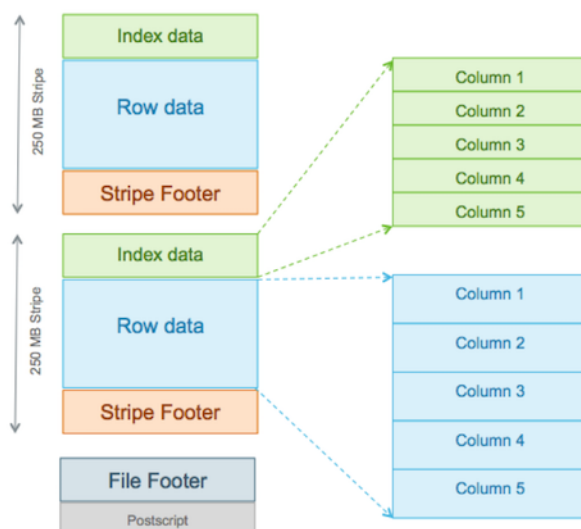 250 MB Stripe
Index data
Row data
Stripe Footer
250 MB Stripe
Index data
Row data
Stripe Footer
File Footer
Postscript
Column 1
Column 2
Column 3
Column 4
Column 5
Column 1
Column 2
Column 3
Column 4
Column 5